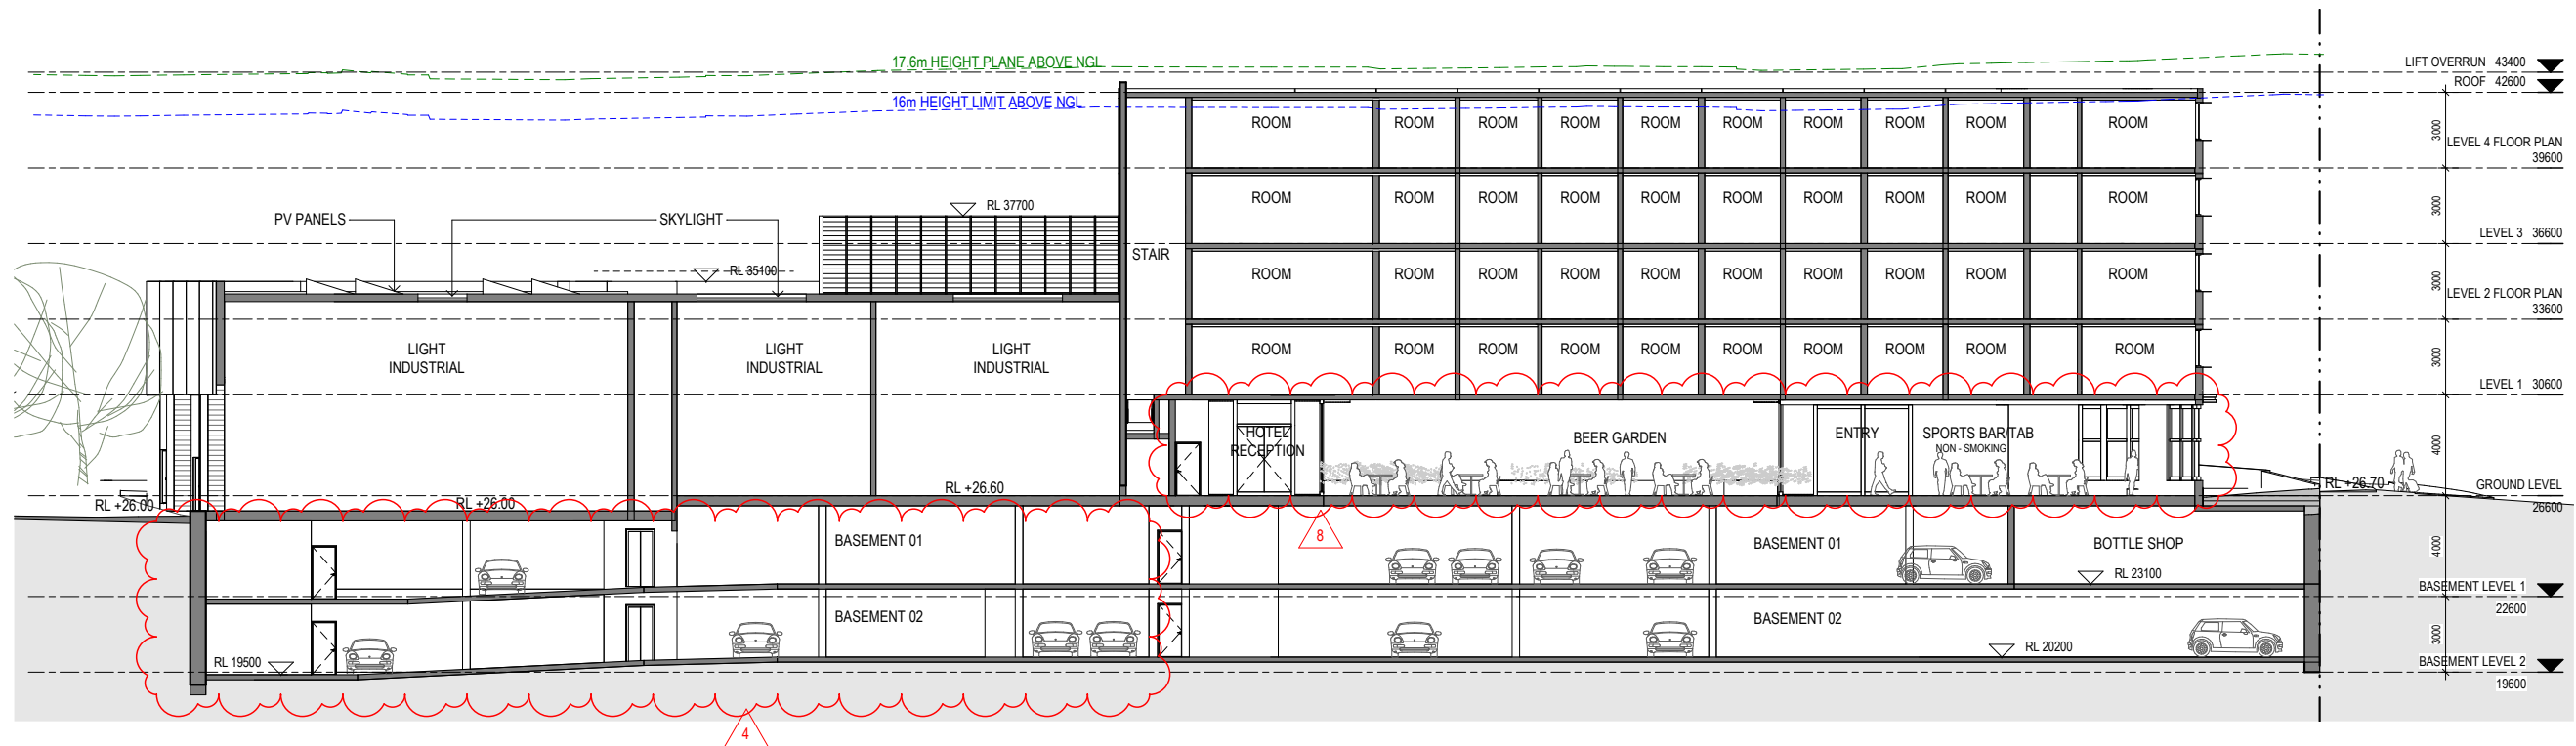 17.6m HEIGHT PLANE ABOVE NGL
LIFT OVERRUN 43400
ROOF 42600
16m HEIGHT LIMIT ABOVE NGL
ROOM ROOM ROOM ROOM ROOM ROOM ROOM ROOM ROOM ROOM
3000
LEVEL 4 FLOOR PLAN
39600
ROOM ROOM ROOM ROOM ROOM ROOM ROOM ROOM ROOM ROOM
3000
RL 37700
PV PANELS
SKYLIGHT
LEVEL 3 36600
STAIR
RL 35100
ROOM ROOM ROOM ROOM ROOM ROOM ROOM ROOM ROOM ROOM
3000
LEVEL 2 FLOOR PLAN
33600
LIGHT
INDUSTRIAL
LIGHT
INDUSTRIAL
LIGHT
INDUSTRIAL
ROOM ROOM ROOM ROOM ROOM ROOM ROOM ROOM ROOM ROOM
3000
LEVEL 1 30600
HOTEL
RECEPTION
BEER GARDEN
ENTRY
SPORTS BAR/TAB
NON - SMOKING
4000
RL +26.00
RL +26.00
RL +26.60
RL +26.70
GROUND LEVEL
26600
8
BASEMENT 01
BASEMENT 01
BOTTLE SHOP
4000
RL 23100
BASEMENT LEVEL 1
22600
BASEMENT 02
BASEMENT 02
3000
RL 19500
RL 20200
BASEMENT LEVEL 2
19600
4